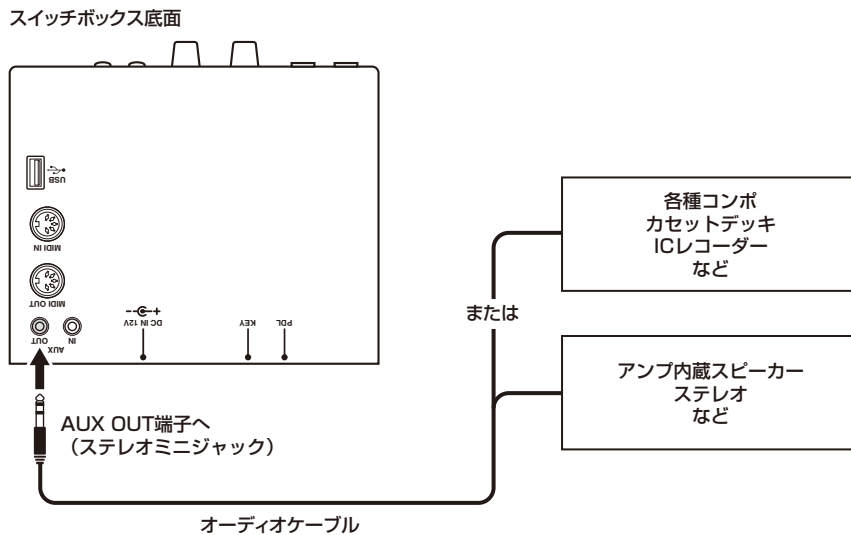 スイッチボックス底面
USB
MIDI IN
MIDI OUT
AUX
OUT
IN
DC IN 12V
KEY
PDL
AUX OUT端子へ
（ステレオミニジャック）
オーディオケーブル
または
各種コンポ
カセットデッキ
ICレコーダー
など
アンプ内蔵スピーカー
ステレオ
など